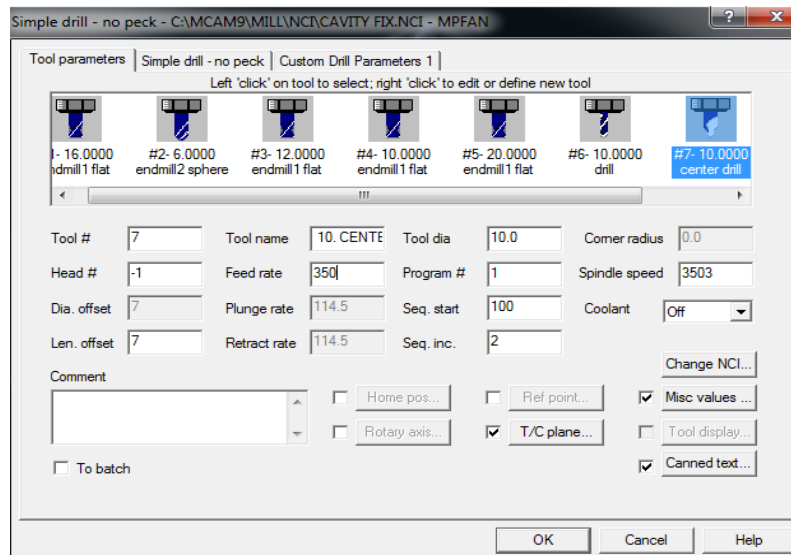 Simple drill - no peck - C:\MCAM9\MILL\NCI\CAVITY FIX.NCI - MPFAN
Tool parameters Simple drill - no peck Custom Drill Parameters 1
Left 'click' on tool to select; right 'click' to edit or define new tool
- 16.0000 #2- 6.0000 #3- 12.0000 #4- 10.0000 #5- 20.0000 #6- 10.0000 #7- 10.0000
ndmill1 flat endmill2 sphere endmill1 flat endmill1 flat endmill1 flat drill center drill
Tool # 7 Tool name 10. CENTE Tool dia 10.0 Corner radius 0.0
Head # -1 Feed rate 350 Program # 1 Spindle speed 3503
Dia. offset 7 Plunge rate 114.5 Seq. start 100 Coolant Off
Len. offset 7 Retract rate 114.5 Seq. inc. 2
Change NCI...
Comment Home pos... Ref point... Misc values ...
Rotary axis... T/C plane... Tool display...
To batch Canned text...
OK Cancel Help